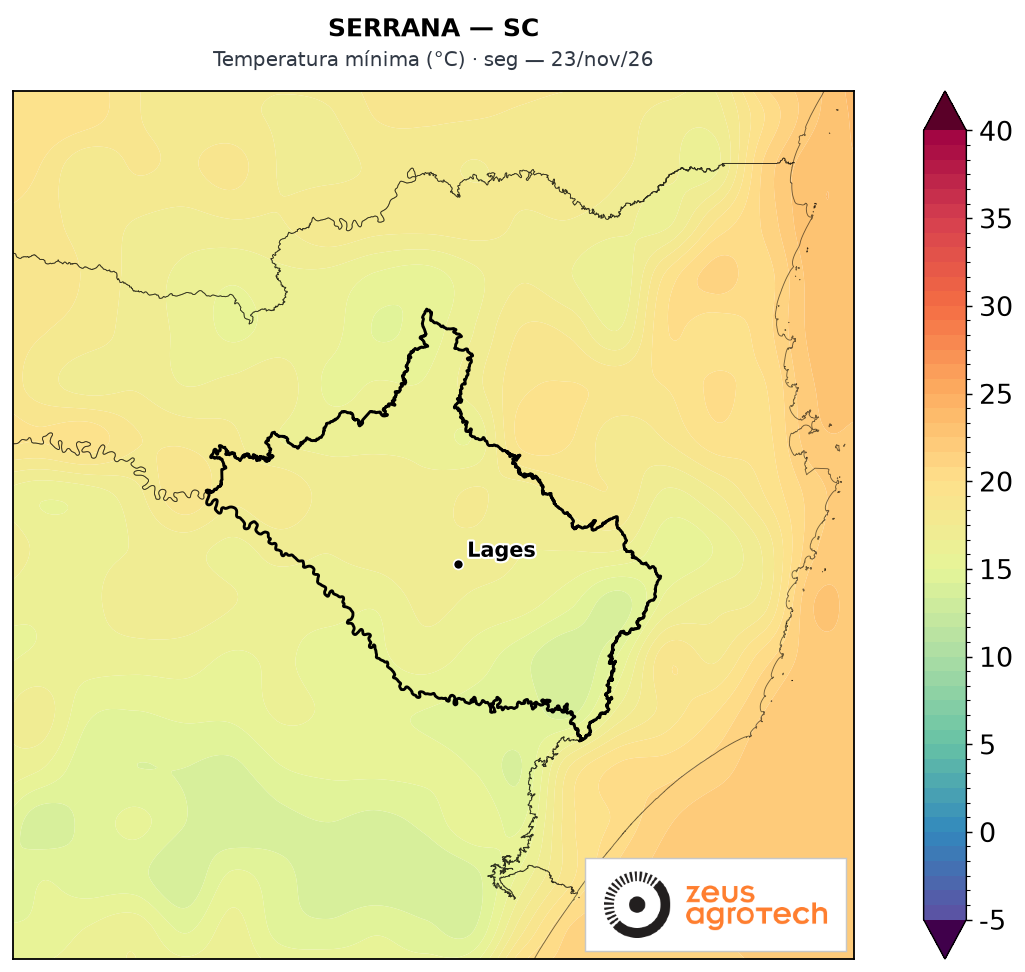 SERRANA — SC
Temperatura mínima (°C) · seg — 23/nov/26
40
35
30
25
20
15
10
5
0
-5
Lages
zeus
agrotech